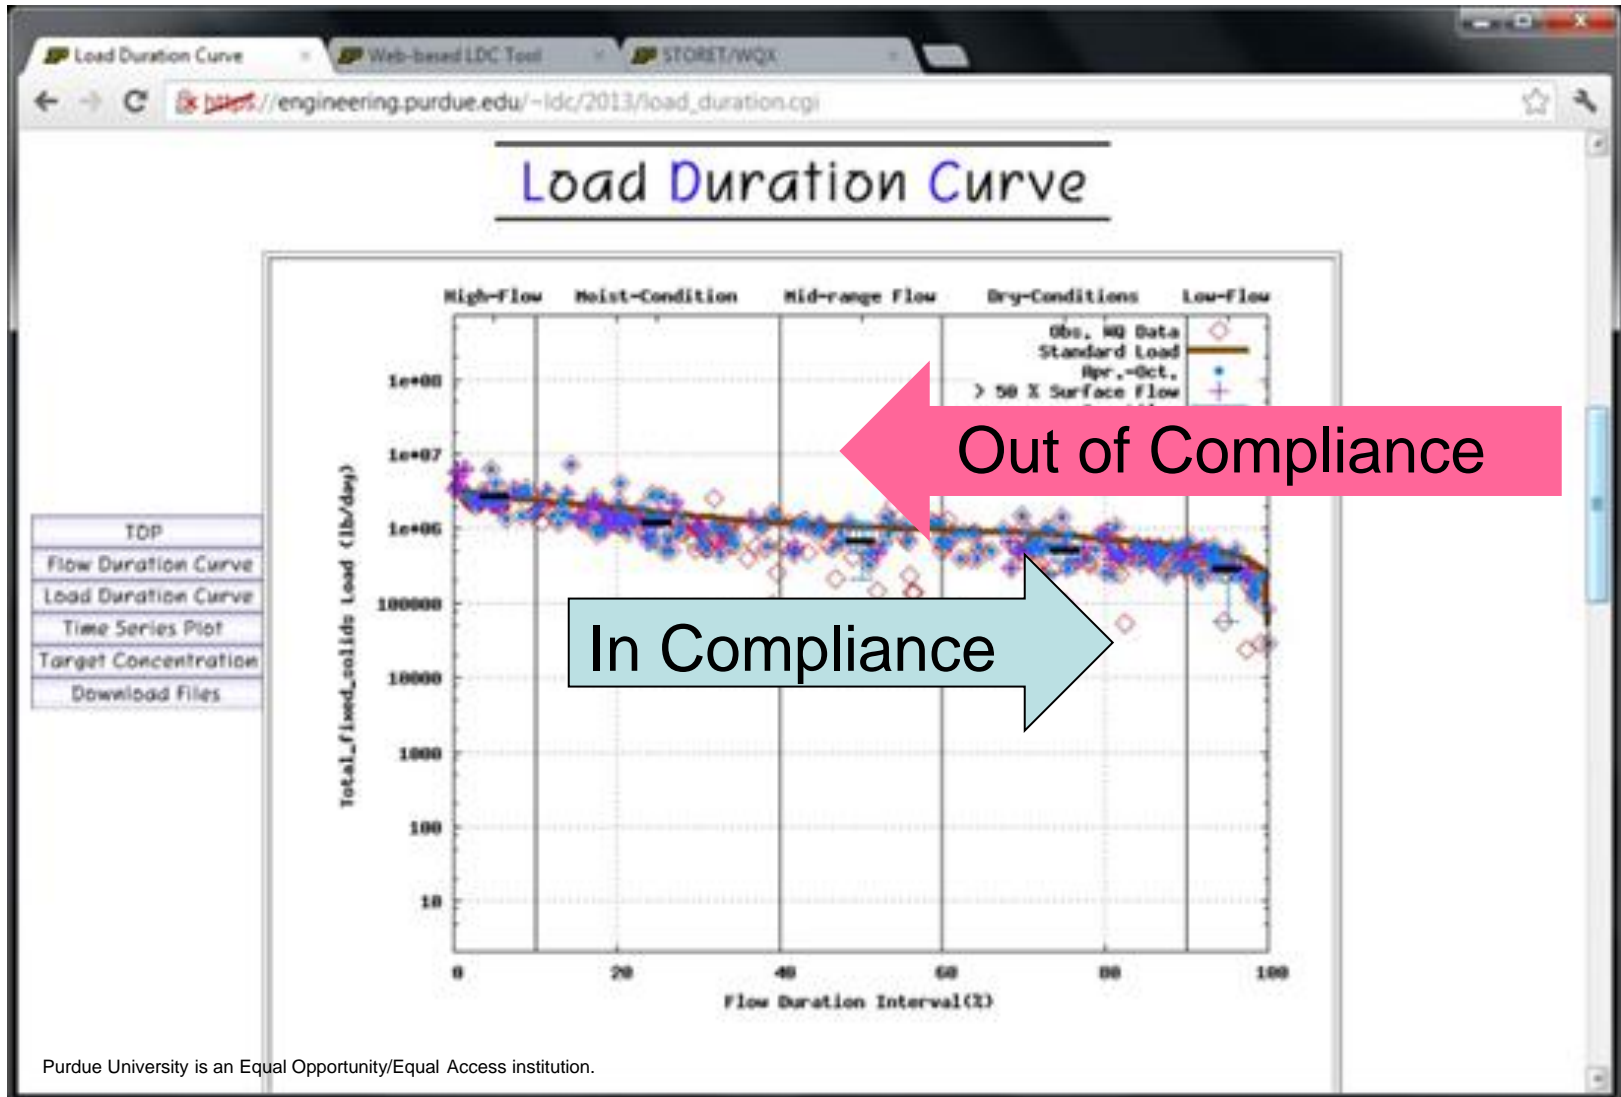 Load Duration Curve
Web-based LDC Tool
STORET/WQX
https://engineering.purdue.edu/~ldc/2013/load_duration.cgi
Load Duration Curve
High-Flow Moist-Condition Mid-range Flow Dry-Conditions Low-Flow
Obs. WQ Data
Standard Load
Apr.-Oct.
> 50 % Surface Flow
1e+08
1e+07
1e+06
100000
10000
1000
100
10
Total_fixed_solids Load (lb/day)
Out of Compliance
In Compliance
TOP
Flow Duration Curve
Load Duration Curve
Time Series Plot
Target Concentration
Download Files
0 20 40 60 80 100
Flow Duration Interval(%)
Purdue University is an Equal Opportunity/Equal Access institution.